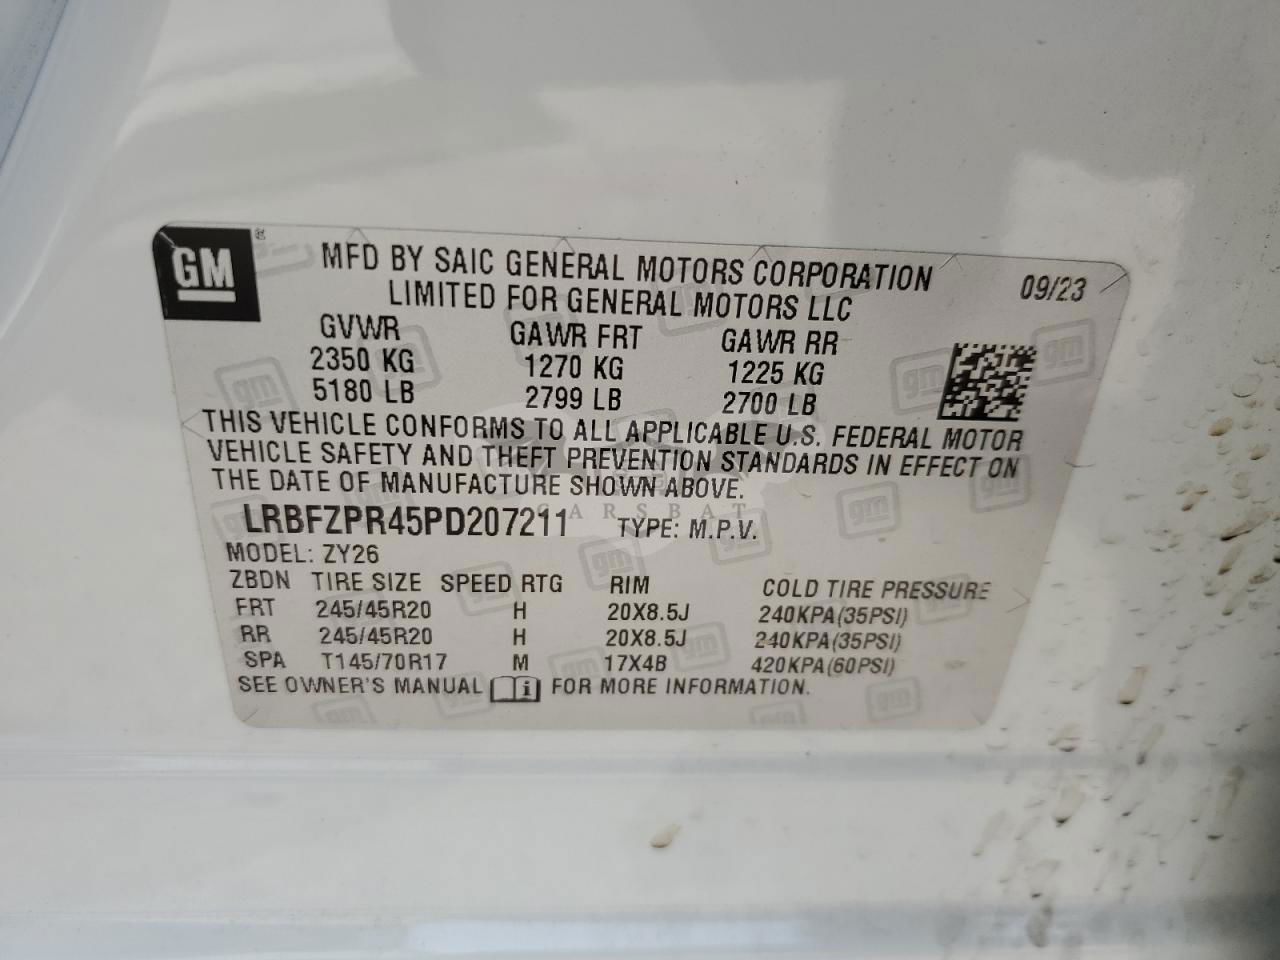 GM ®
MFD BY SAIC GENERAL MOTORS CORPORATION 09/23
LIMITED FOR GENERAL MOTORS LLC
GVWR GAWR FRT GAWR RR
2350 KG 1270 KG 1225 KG
5180 LB 2799 LB 2700 LB
THIS VEHICLE CONFORMS TO ALL APPLICABLE U.S. FEDERAL MOTOR
VEHICLE SAFETY AND THEFT PREVENTION STANDARDS IN EFFECT ON
THE DATE OF MANUFACTURE SHOWN ABOVE.
CARSBAT
LRBFZPR45PD207211 TYPE: M.P.V.
MODEL: ZY26
ZBDN TIRE SIZE SPEED RTG RIM COLD TIRE PRESSURE
FRT 245/45R20 H 20X8.5J 240KPA(35PSI)
RR 245/45R20 H 20X8.5J 240KPA(35PSI)
SPA T145/70R17 M 17X4B 420KPA(60PSI)
SEE OWNER'S MANUAL i FOR MORE INFORMATION.